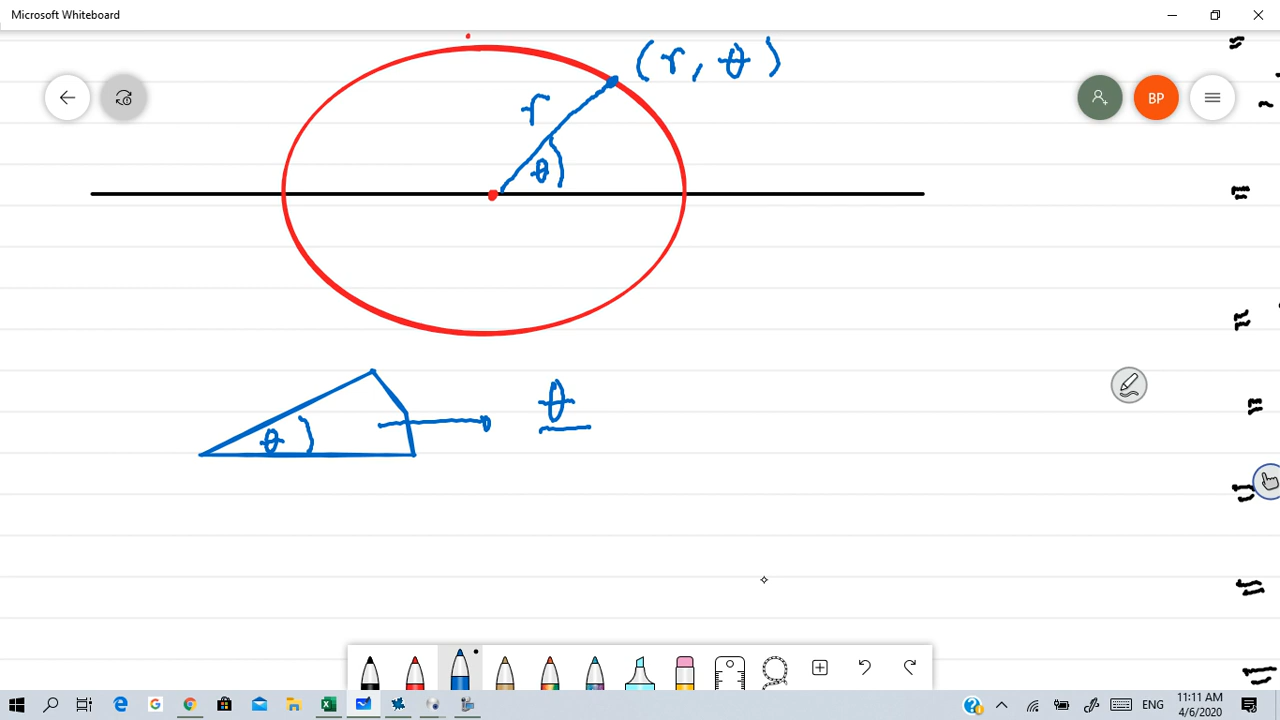 Microsoft Whiteboard
(r, θ)
BP
r
θ
θ
θ
ENG
11:11 AM
4/6/2020